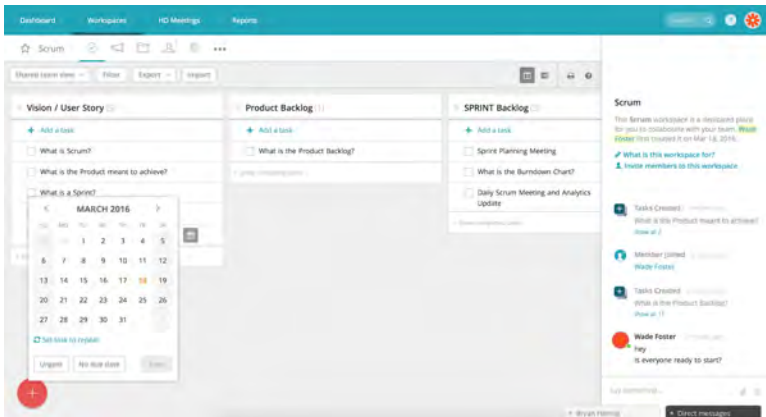 Dashboard Workspaces HD Meetings Reports
Search
Scrum
Shared team view Filter Export Import
Vision / User Story
+ Add a task
What is Scrum?
What is the Product meant to achieve?
What is a Sprint?
MARCH 2016
1 2 3 4 5
6 7 8 9 10 11 12
13 14 15 16 17 18 19
20 21 22 23 24 25 26
27 28 29 30 31
Set task to repeat
Urgent No due date
Product Backlog
+ Add a task
What is the Product Backlog?
SPRINT Backlog
+ Add a task
Sprint Planning Meeting
What is the Burndown Chart?
Daily Scrum Meeting and Analytics
Update
Scrum
This Scrum workspace is a dedicated place
for you to collaborate with your team. Wade
Foster first created it on Mar 18, 2016.
What is this workspace for?
Invite members to this workspace
Tasks Created
What is the Product meant to achieve?
Member Joined
Wade Foster
Tasks Created
What is the Product Backlog?
Wade Foster
hey
is everyone ready to start?
Say something...
Direct messages